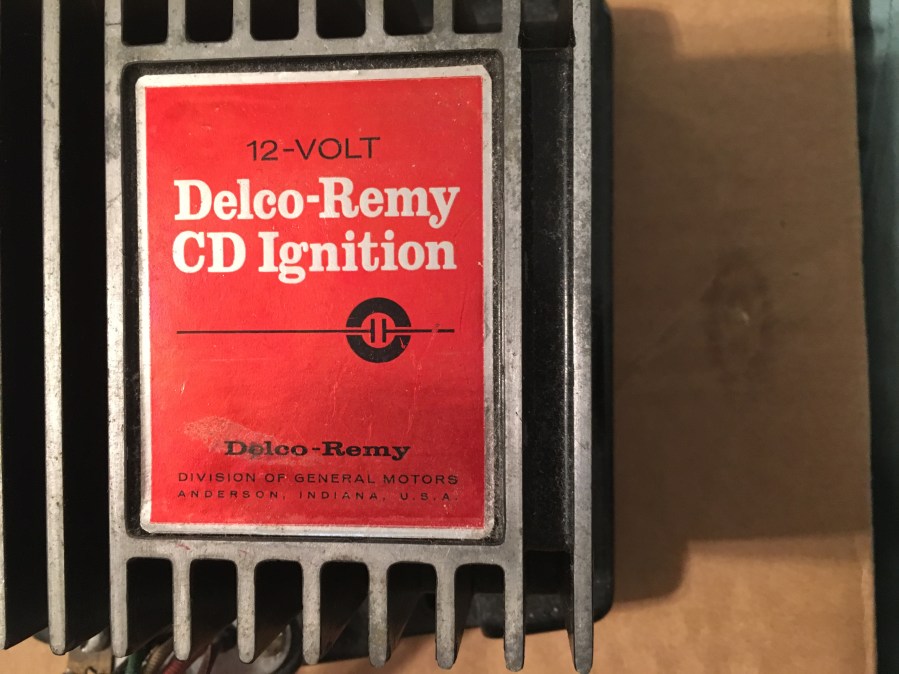 12-VOLT
Delco-Remy
CD Ignition
Delco-Remy
DIVISION OF GENERAL MOTORS
ANDERSON, INDIANA, U.S.A.